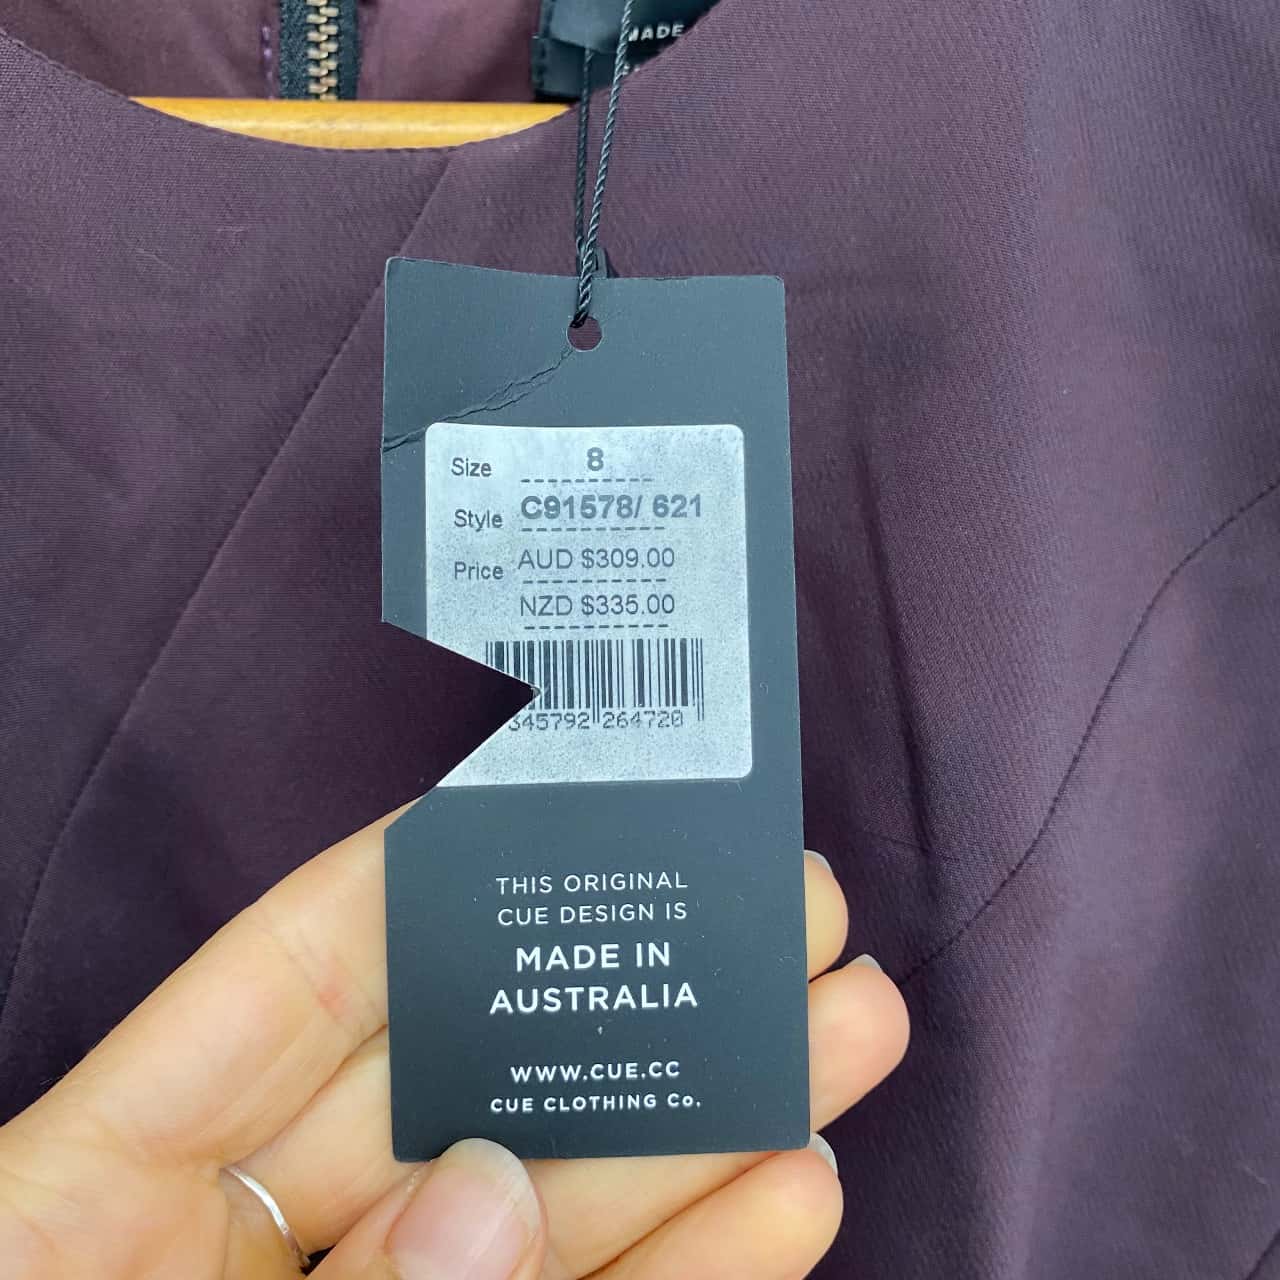 MADE
Size 8
Style C91578/ 621
Price AUD $309.00
NZD $335.00
345792 264720
THIS ORIGINAL
CUE DESIGN IS
MADE IN
AUSTRALIA
WWW.CUE.CC
CUE CLOTHING Co.